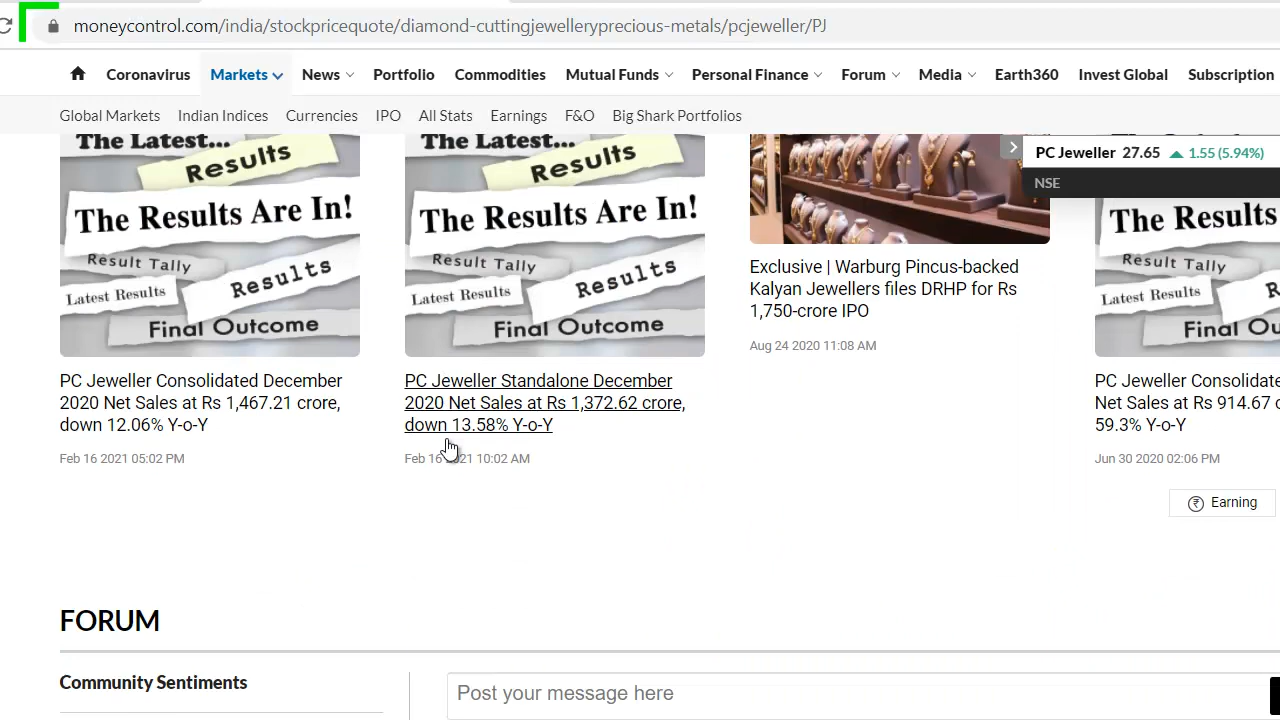 moneycontrol.com/india/stockpricequote/diamond-cuttingjewelleryprecious-metals/pcjeweller/PJ
Coronavirus Markets News Portfolio Commodities Mutual Funds Personal Finance Forum Media Earth360 Invest Global Subscription
Global Markets Indian Indices Currencies IPO All Stats Earnings F&O Big Shark Portfolios
PC Jeweller 27.65 1.55 (5.94%)
NSE
The Latest...
Results
The Results Are In!
Result Tally
Results
Latest Results
Final Outcome
PC Jeweller Consolidated December
2020 Net Sales at Rs 1,467.21 crore,
down 12.06% Y-o-Y
Feb 16 2021 05:02 PM
The Latest...
Results
The Results Are In!
Result Tally
Results
Latest Results
Final Outcome
PC Jeweller Standalone December
2020 Net Sales at Rs 1,372.62 crore,
down 13.58% Y-o-Y
Feb 16 2021 10:02 AM
Exclusive | Warburg Pincus-backed
Kalyan Jewellers files DRHP for Rs
1,750-crore IPO
Aug 24 2020 11:08 AM
The Results
Result Tally
Latest Results
Final Ou
PC Jeweller Consolidate
Net Sales at Rs 914.67 c
59.3% Y-o-Y
Jun 30 2020 02:06 PM
₹ Earning
FORUM
Community Sentiments
Post your message here